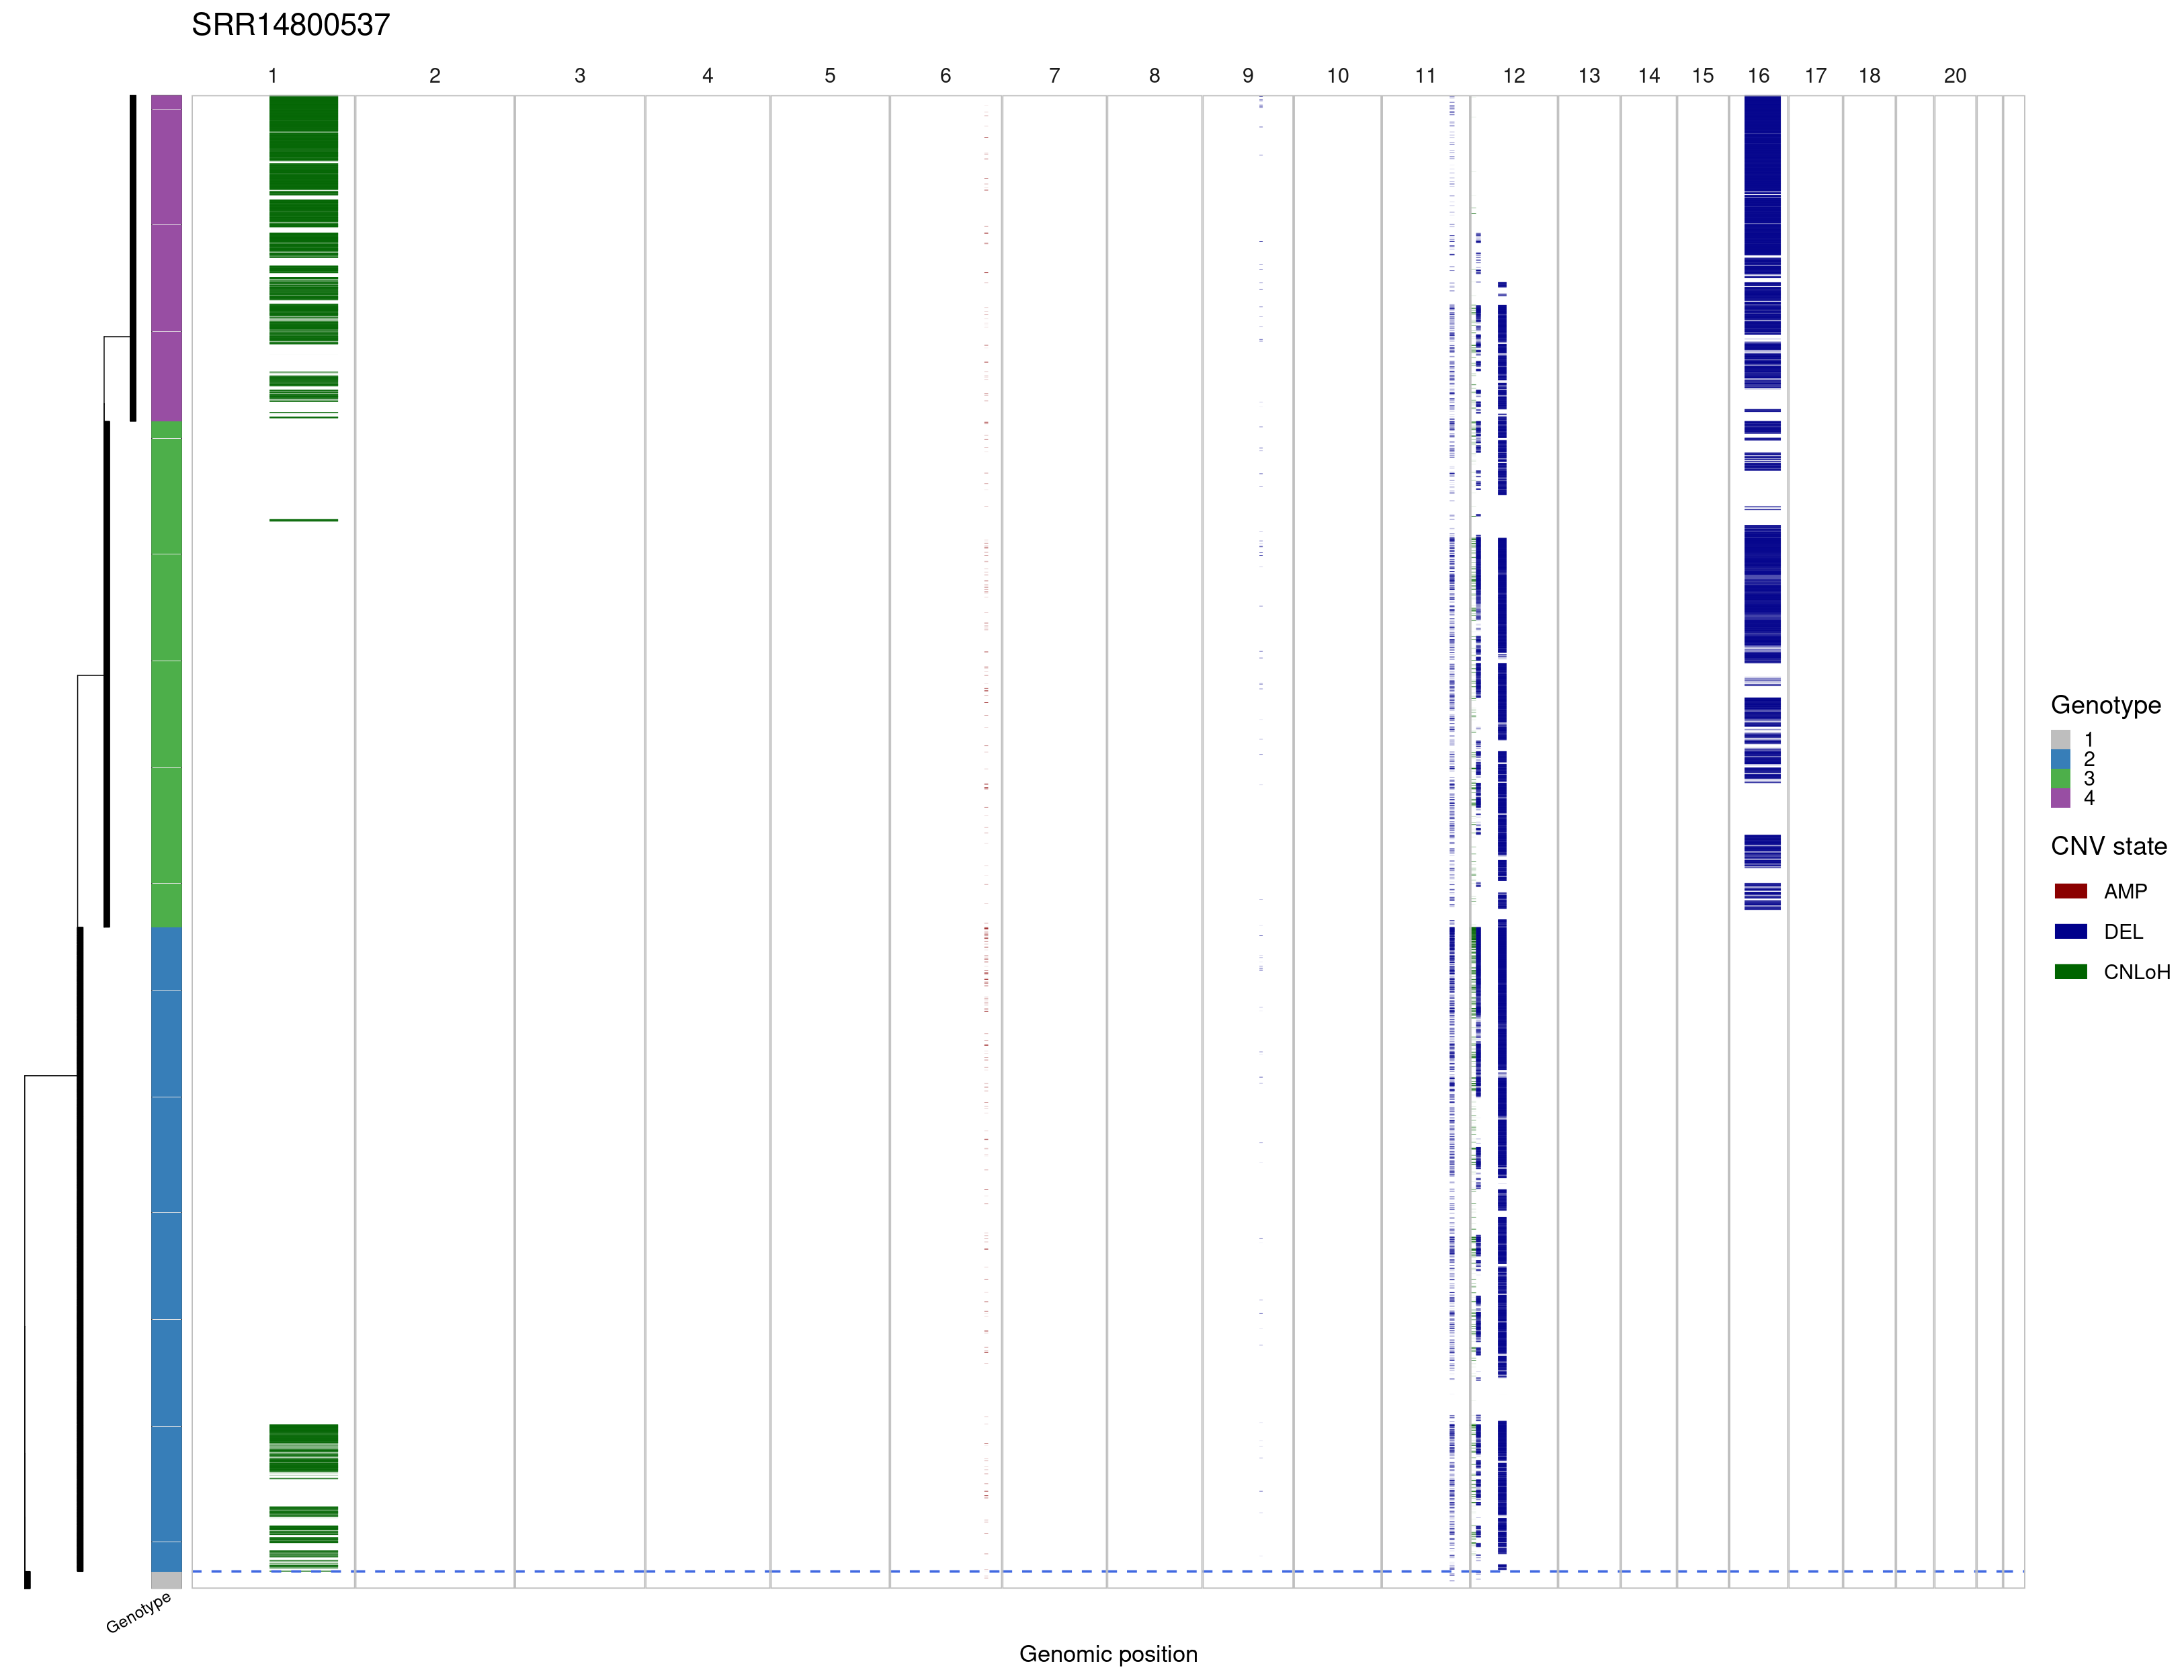 SRR14800537
1 2 3 4 5 6 7 8 9 10 11 12 13 14 15 16 17 18 20
Genotype
1
2
3
4
CNV state
AMP
DEL
CNLoH
Genotype
Genomic position